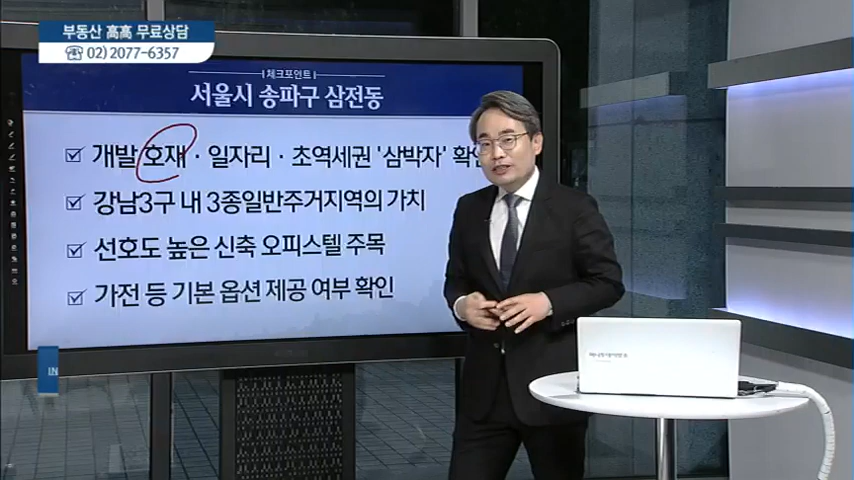 부동산 高高 무료상담
☎ 02) 2077-6357
체크포인트
서울시 송파구 삼전동
☑ 개발 호재 · 일자리 · 초역세권 '삼박자' 확인
☑ 강남3구 내 3종일반주거지역의 가치
☑ 선호도 높은 신축 오피스텔 주목
☑ 가전 등 기본 옵션 제공 여부 확인
IN